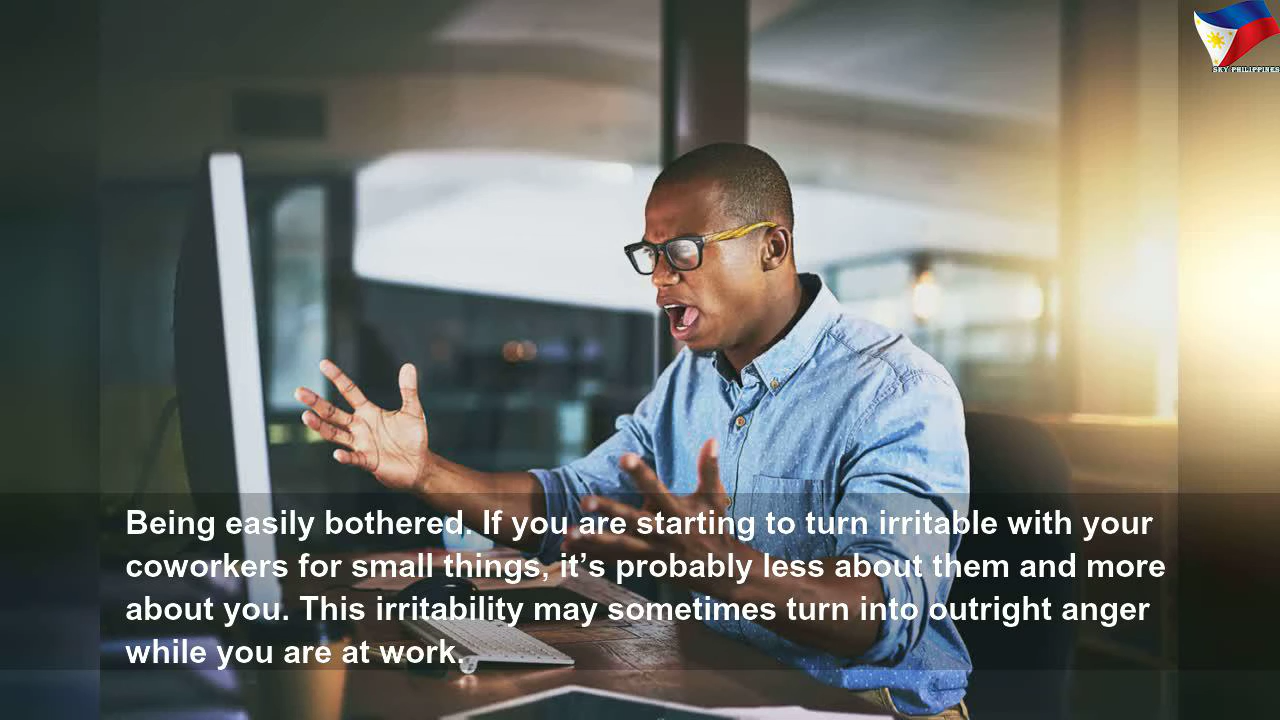 SKY PHILIPPINES
Being easily bothered. If you are starting to turn irritable with your
coworkers for small things, it’s probably less about them and more
about you. This irritability may sometimes turn into outright anger
while you are at work.